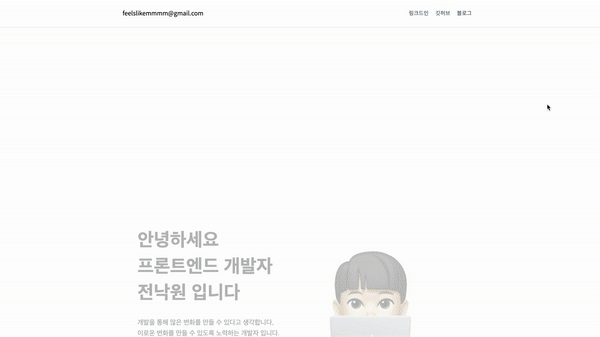 feelslikemmmm@gmail.com
링크드인 깃허브 블로그
안녕하세요
프론트엔드 개발자
전낙원 입니다
개발을 통해 많은 변화를 만들 수 있다고 생각합니다.
이로운 변화를 만들 수 있도록 노력하는 개발자 입니다.